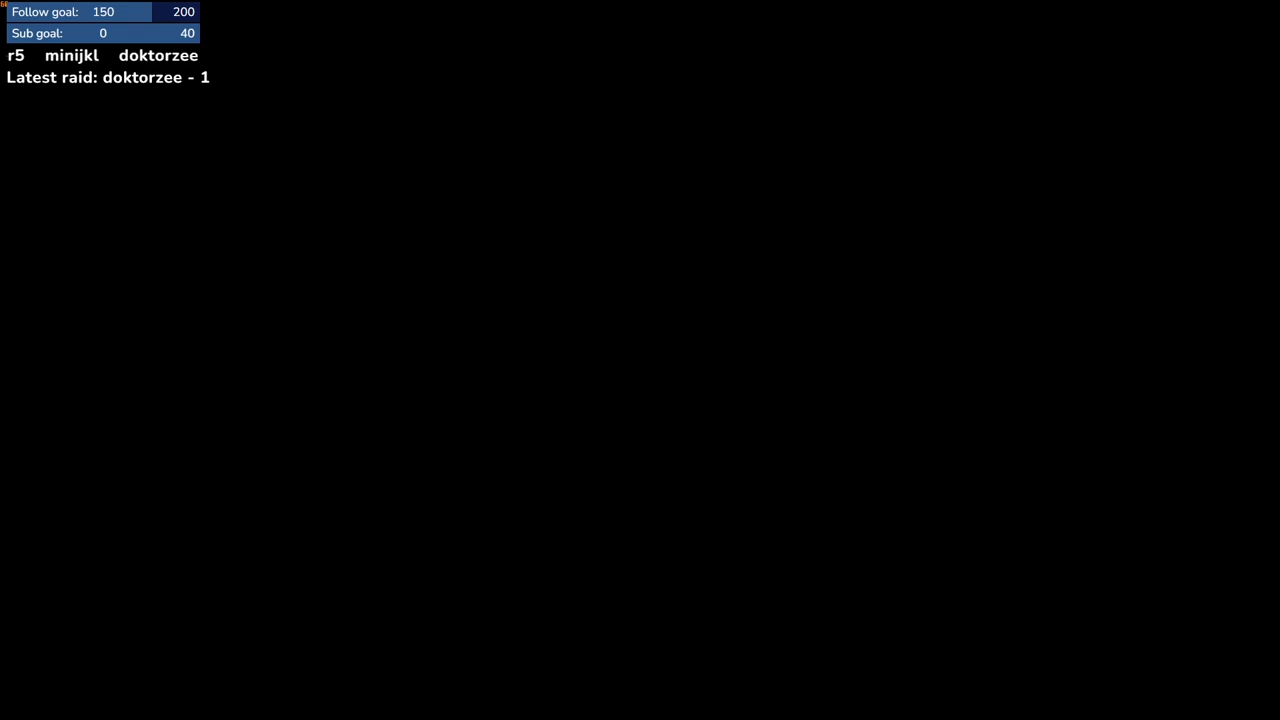 Follow goal: 150 200
Sub goal: 0 40
r5 minijkl doktorzee
Latest raid: doktorzee - 1